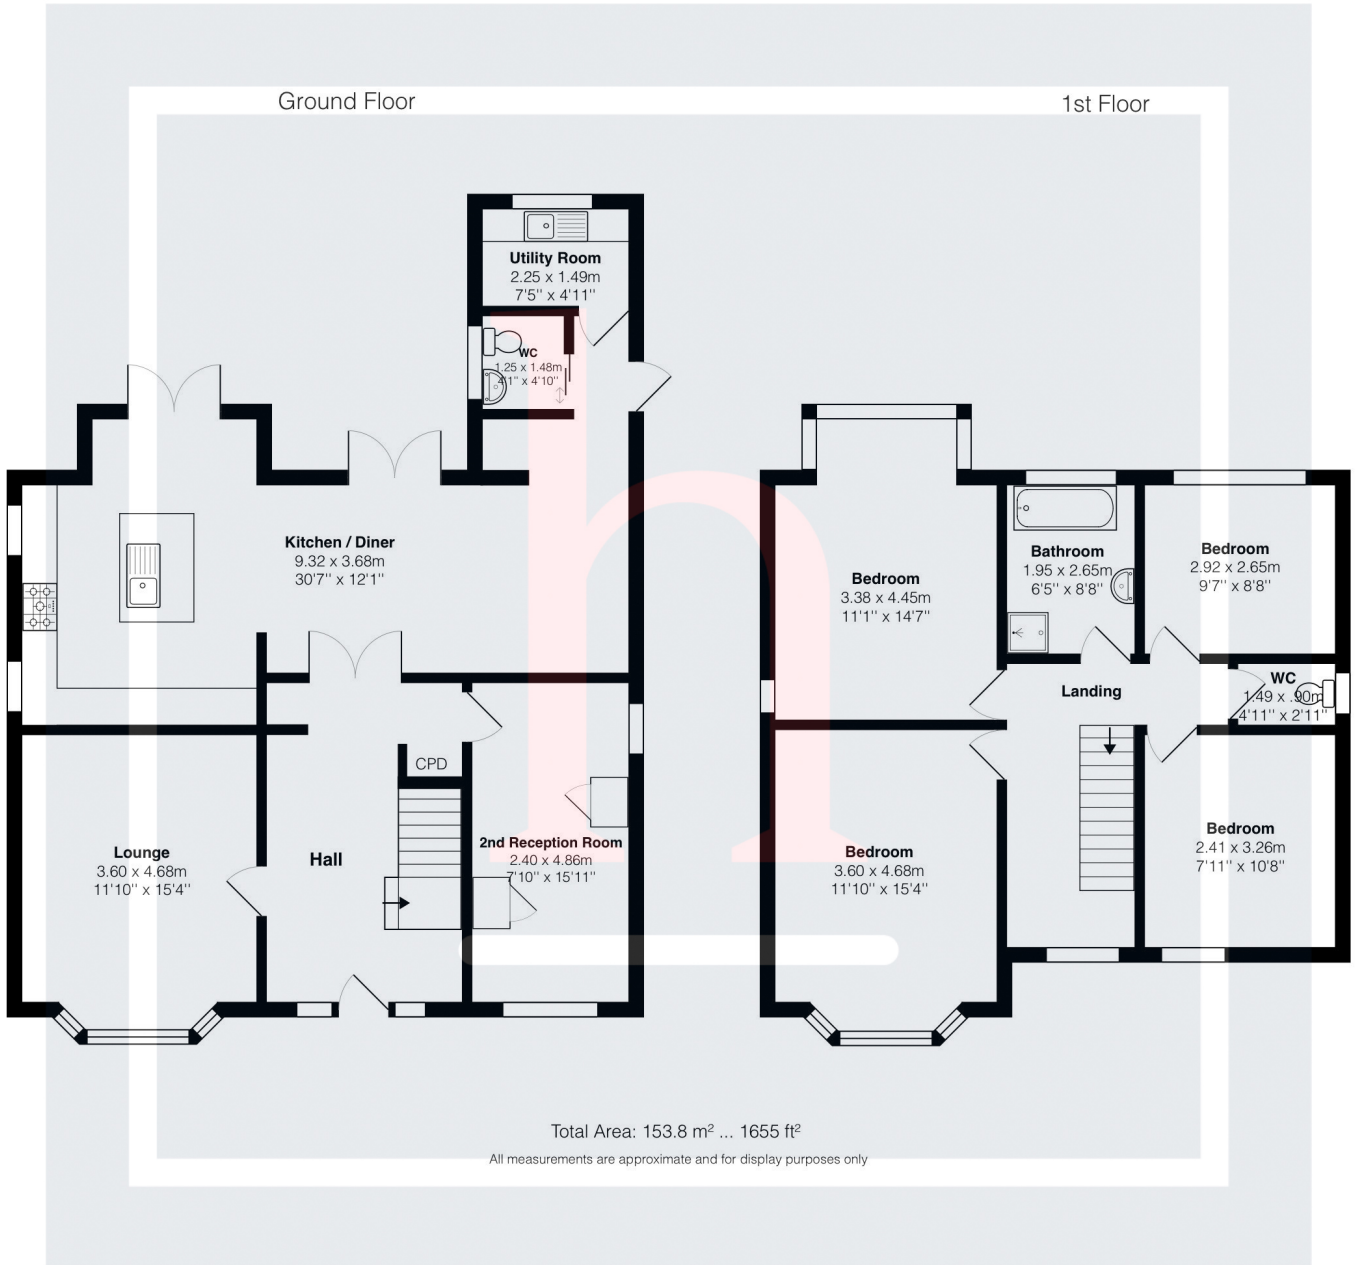 Ground Floor
1st Floor
Utility Room
2.25 x 1.49m
7'5'' x 4'11''
WC
1.25 x 1.48m
4'1'' x 4'10''
Kitchen / Diner
9.32 x 3.68m
30'7'' x 12'1''
CPD
Lounge
3.60 x 4.68m
11'10'' x 15'4''
Hall
2nd Reception Room
2.40 x 4.86m
7'10'' x 15'11''
Bedroom
3.38 x 4.45m
11'1'' x 14'7''
Bathroom
1.95 x 2.65m
6'5'' x 8'8''
Bedroom
2.92 x 2.65m
9'7'' x 8'8''
Landing
WC
1.49 x .90m
4'11'' x 2'11''
Bedroom
3.60 x 4.68m
11'10'' x 15'4''
Bedroom
2.41 x 3.26m
7'11'' x 10'8''
h
Total Area: 153.8 m² ... 1655 ft²
All measurements are approximate and for display purposes only